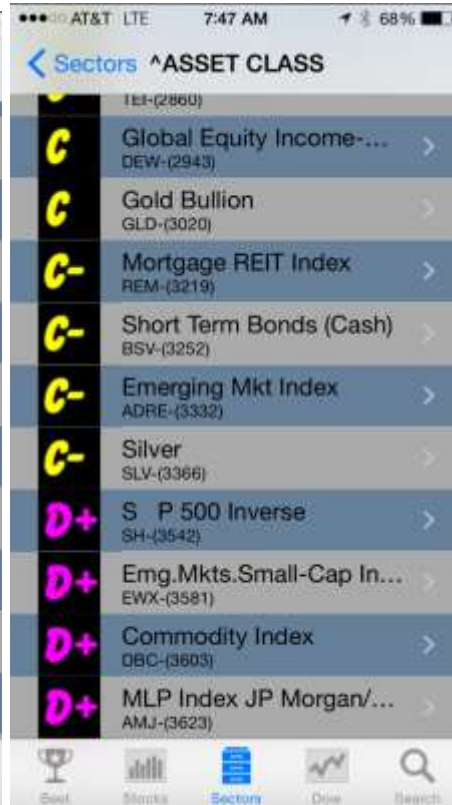 AT&T LTE 7:47 AM 68%
Sectors ^ASSET CLASS
C
TEI-(2860)
C
Global Equity Income-...
DEW-(2943)
C
Gold Bullion
GLD-(3020)
C-
Mortgage REIT Index
REM-(3219)
C-
Short Term Bonds (Cash)
BSV-(3252)
C-
Emerging Mkt Index
ADRE-(3332)
C-
Silver
SLV-(3366)
D+
S P 500 Inverse
SH-(3542)
D+
Emg.Mkts.Small-Cap In...
EWX-(3581)
D+
Commodity Index
DBC-(3603)
D+
MLP Index JP Morgan/...
AMJ-(3623)
Best Stocks Sectors Dow Search